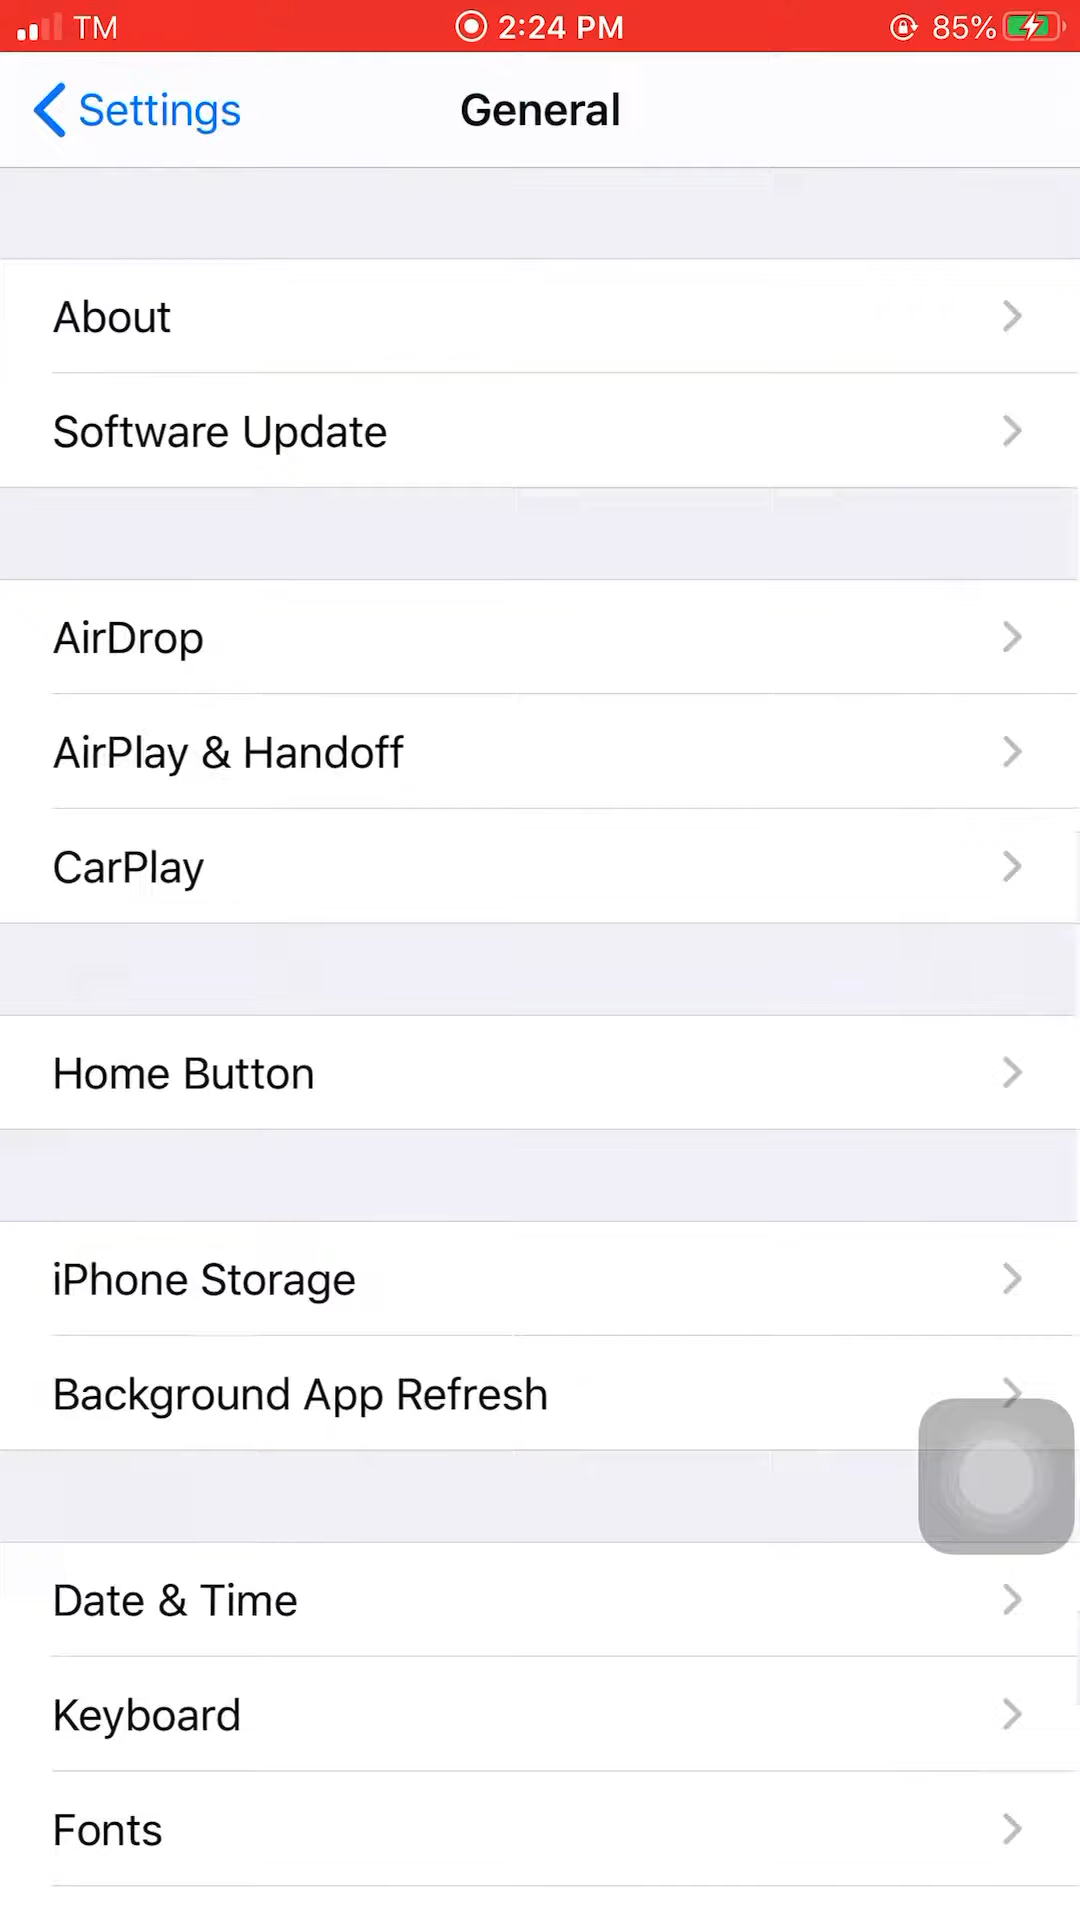 TM 2:24 PM 85%
Settings General
About
Software Update
AirDrop
AirPlay & Handoff
CarPlay
Home Button
iPhone Storage
Background App Refresh
Date & Time
Keyboard
Fonts